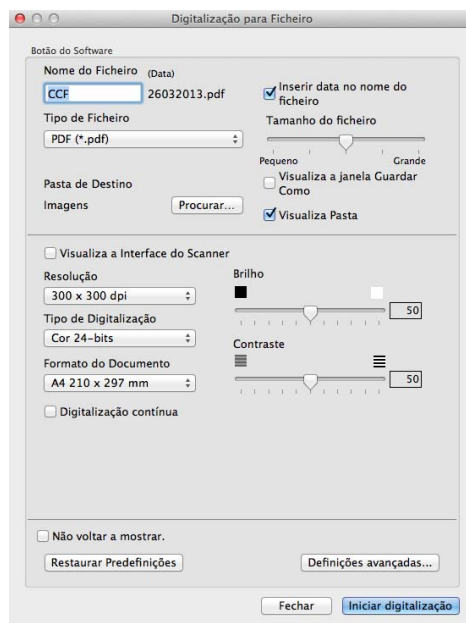 Digitalização para Ficheiro
Botão do Software
Nome do Ficheiro (Data)
CCF 26032013.pdf
Inserir data no nome do
ficheiro
Tipo de Ficheiro
PDF (*.pdf)
Tamanho do ficheiro
Pequeno Grande
Pasta de Destino
Imagens Procurar...
Visualiza a janela Guardar
Como
Visualiza Pasta
Visualiza a Interface do Scanner
Resolução
300 x 300 dpi
Tipo de Digitalização
Cor 24-bits
Formato do Documento
A4 210 x 297 mm
Digitalização contínua
Brilho
50
Contraste
50
Não voltar a mostrar.
Restaurar Predefinições Definições avançadas...
Fechar Iniciar digitalização